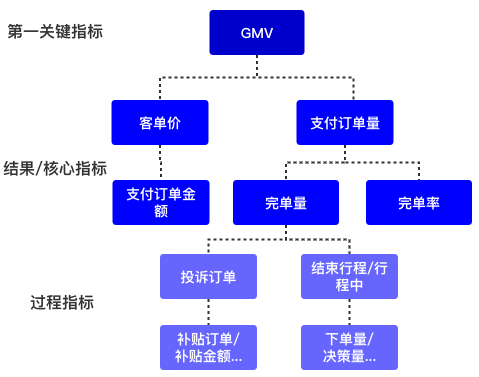 第一关键指标
GMV
客单价
支付订单量
结果/核心指标
支付订单金
额
完单量
完单率
投诉订单
结束行程/行
程中
过程指标
补贴订单/
补贴金额...
下单量/
决策量...